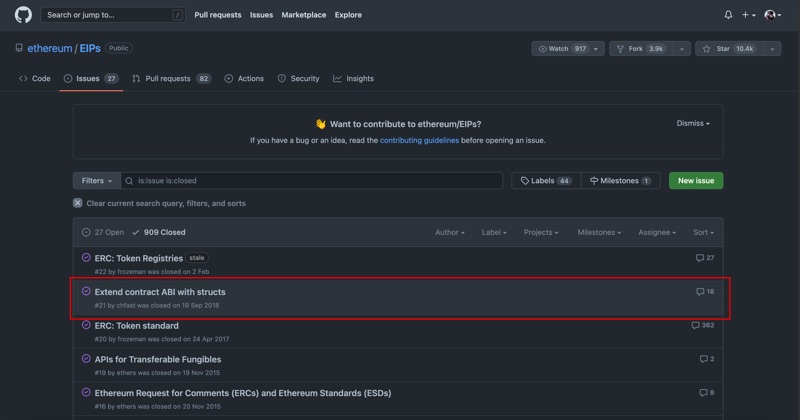 Search or jump to... /
Pull requests Issues Marketplace Explore
ethereum / EIPs Public
Watch 917 Fork 3.9k Star 10.4k
Code Issues 27 Pull requests 82 Actions Security Insights
👋 Want to contribute to ethereum/EIPs?
Dismiss
If you have a bug or an idea, read the contributing guidelines before opening an issue.
Filters is:issue is:closed Labels 44 Milestones 1 New issue
Clear current search query, filters, and sorts
27 Open 909 Closed Author Label Projects Milestones Assignee Sort
ERC: Token Registries stale 27
#22 by frozeman was closed on 2 Feb
Extend contract ABI with structs 18
#21 by chfast was closed on 19 Sep 2018
ERC: Token standard 362
#20 by frozeman was closed on 24 Apr 2017
APIs for Transferable Fungibles 2
#19 by ethers was closed on 19 Nov 2015
Ethereum Request for Comments (ERCs) and Ethereum Standards (ESDs) 8
#16 by ethers was closed on 20 Nov 2015